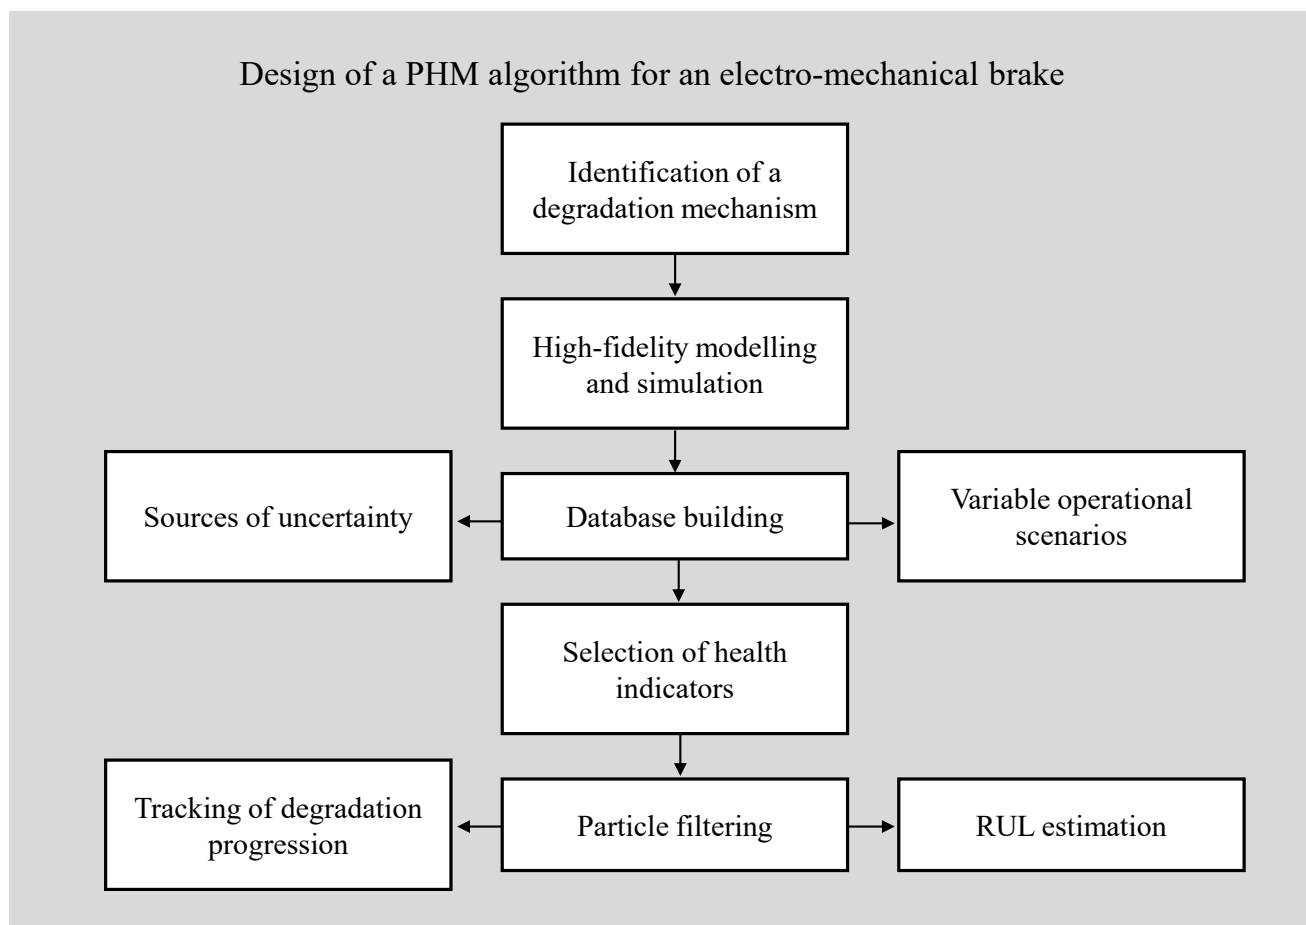 Design of a PHM algorithm for an electro-mechanical brake
Identification of a
degradation mechanism
High-fidelity modelling
and simulation
Sources of uncertainty
Database building
Variable operational
scenarios
Selection of health
indicators
Tracking of degradation
progression
Particle filtering
RUL estimation